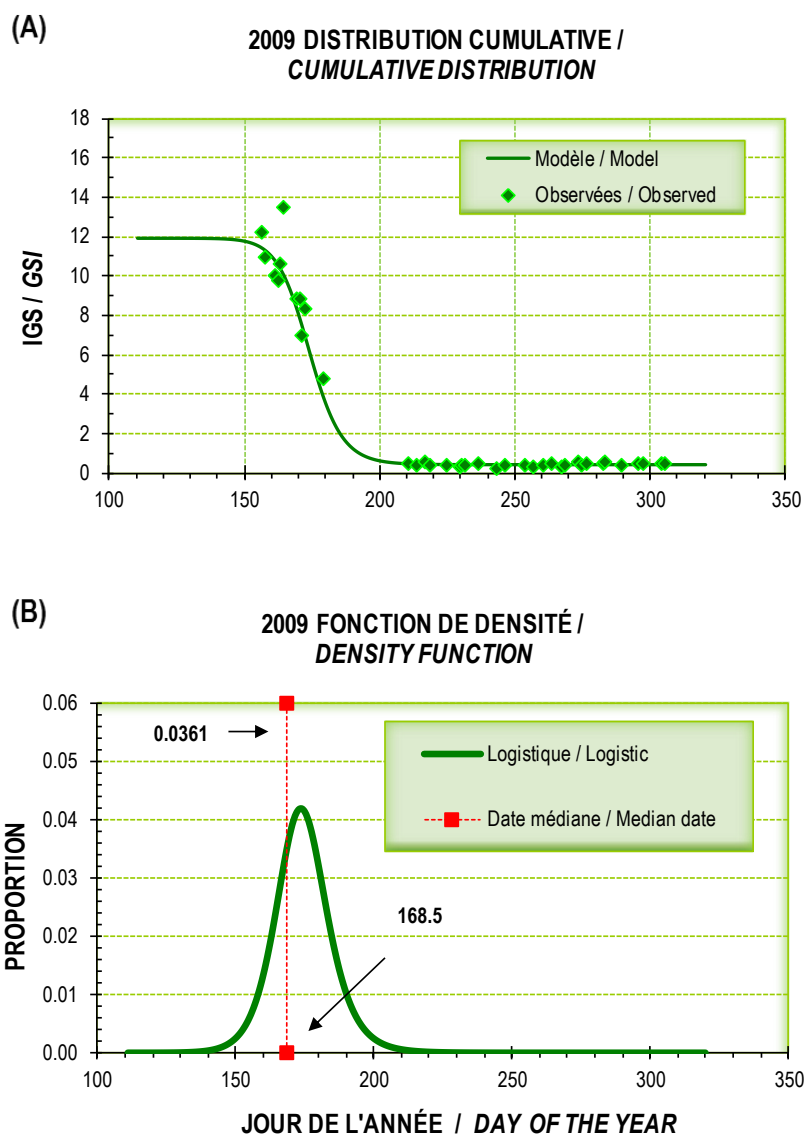 (A)
2009 DISTRIBUTION CUMULATIVE /
CUMULATIVE DISTRIBUTION
18
16
14
12
10
8
6
4
2
0
IGS / GSI
Modèle / Model
Observées / Observed
100 150 200 250 300 350
(B)
2009 FONCTION DE DENSITÉ /
DENSITY FUNCTION
0.06
0.05
0.04
0.03
0.02
0.01
0.00
PROPORTION
0.0361
Logistique / Logistic
Date médiane / Median date
168.5
100 150 200 250 300 350
JOUR DE L'ANNÉE / DAY OF THE YEAR